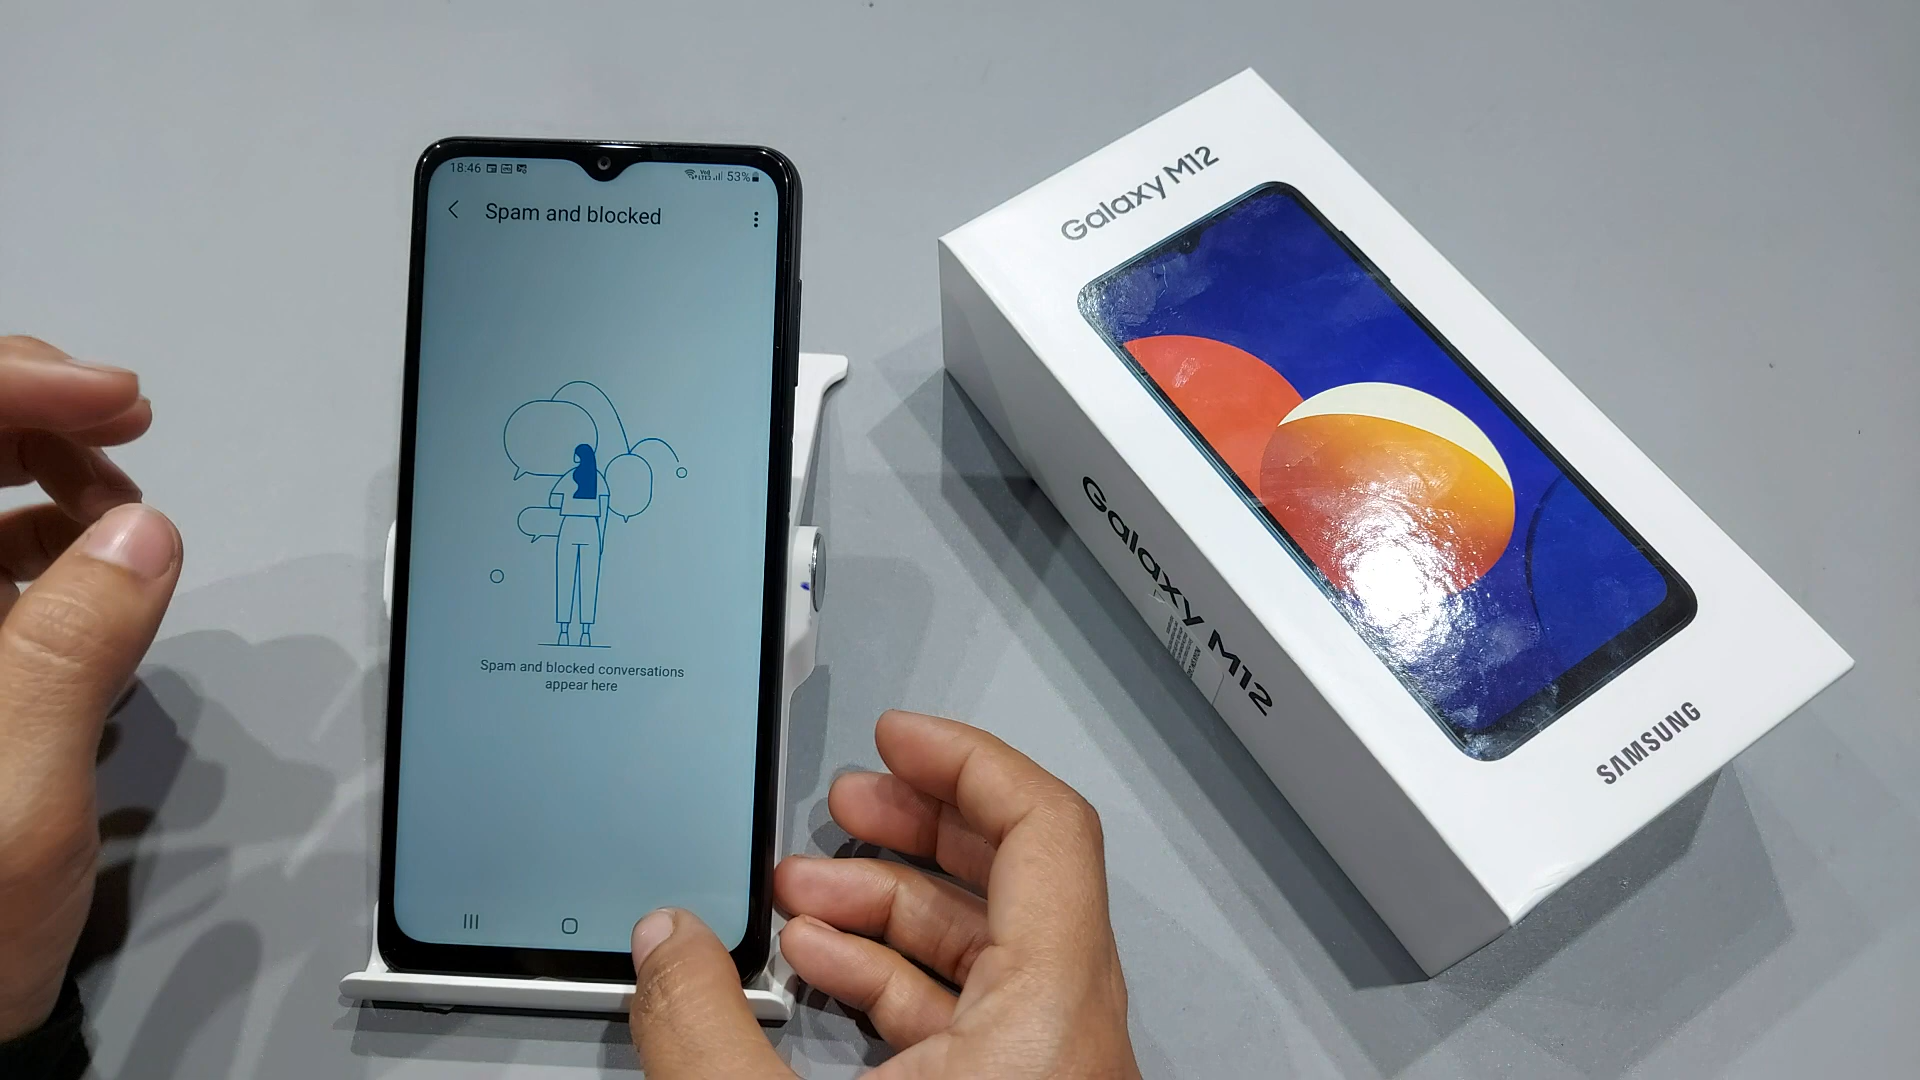 18:46
53%
Spam and blocked
Spam and blocked conversations
appear here
Galaxy M12
Galaxy M12
SAMSUNG